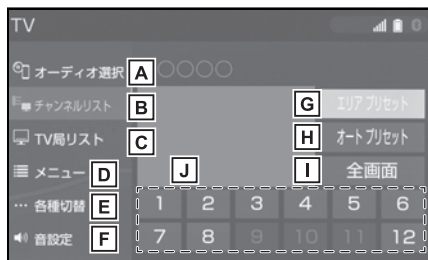 TV
オーディオ選択 A ○○○○
チャンネルリスト B G エリアプリセット
TV局リスト C H オートプリセット
メニュー D J I 全画面
各種切替 E 1 2 3 4 5 6
音設定 F 7 8 9 10 11 12